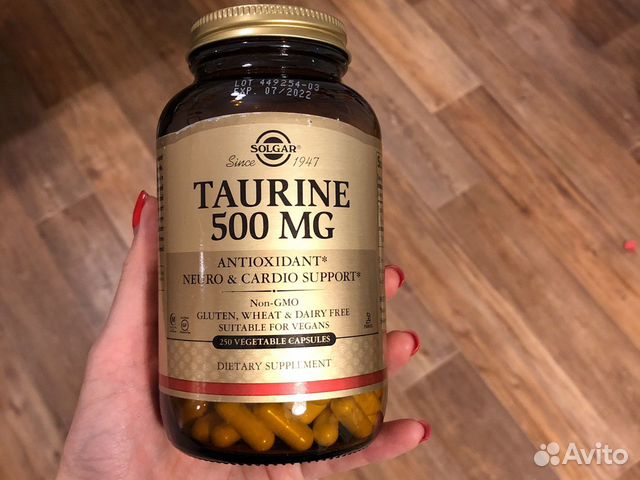 LOT 449254-03
EXP. 07/2022
SOLGAR®
Since 1947
TAURINE
500 MG
ANTIOXIDANT*
NEURO & CARDIO SUPPORT*
Non-GMO
GLUTEN, WHEAT & DAIRY FREE
SUITABLE FOR VEGANS
250 VEGETABLE CAPSULES
DIETARY SUPPLEMENT
Avito